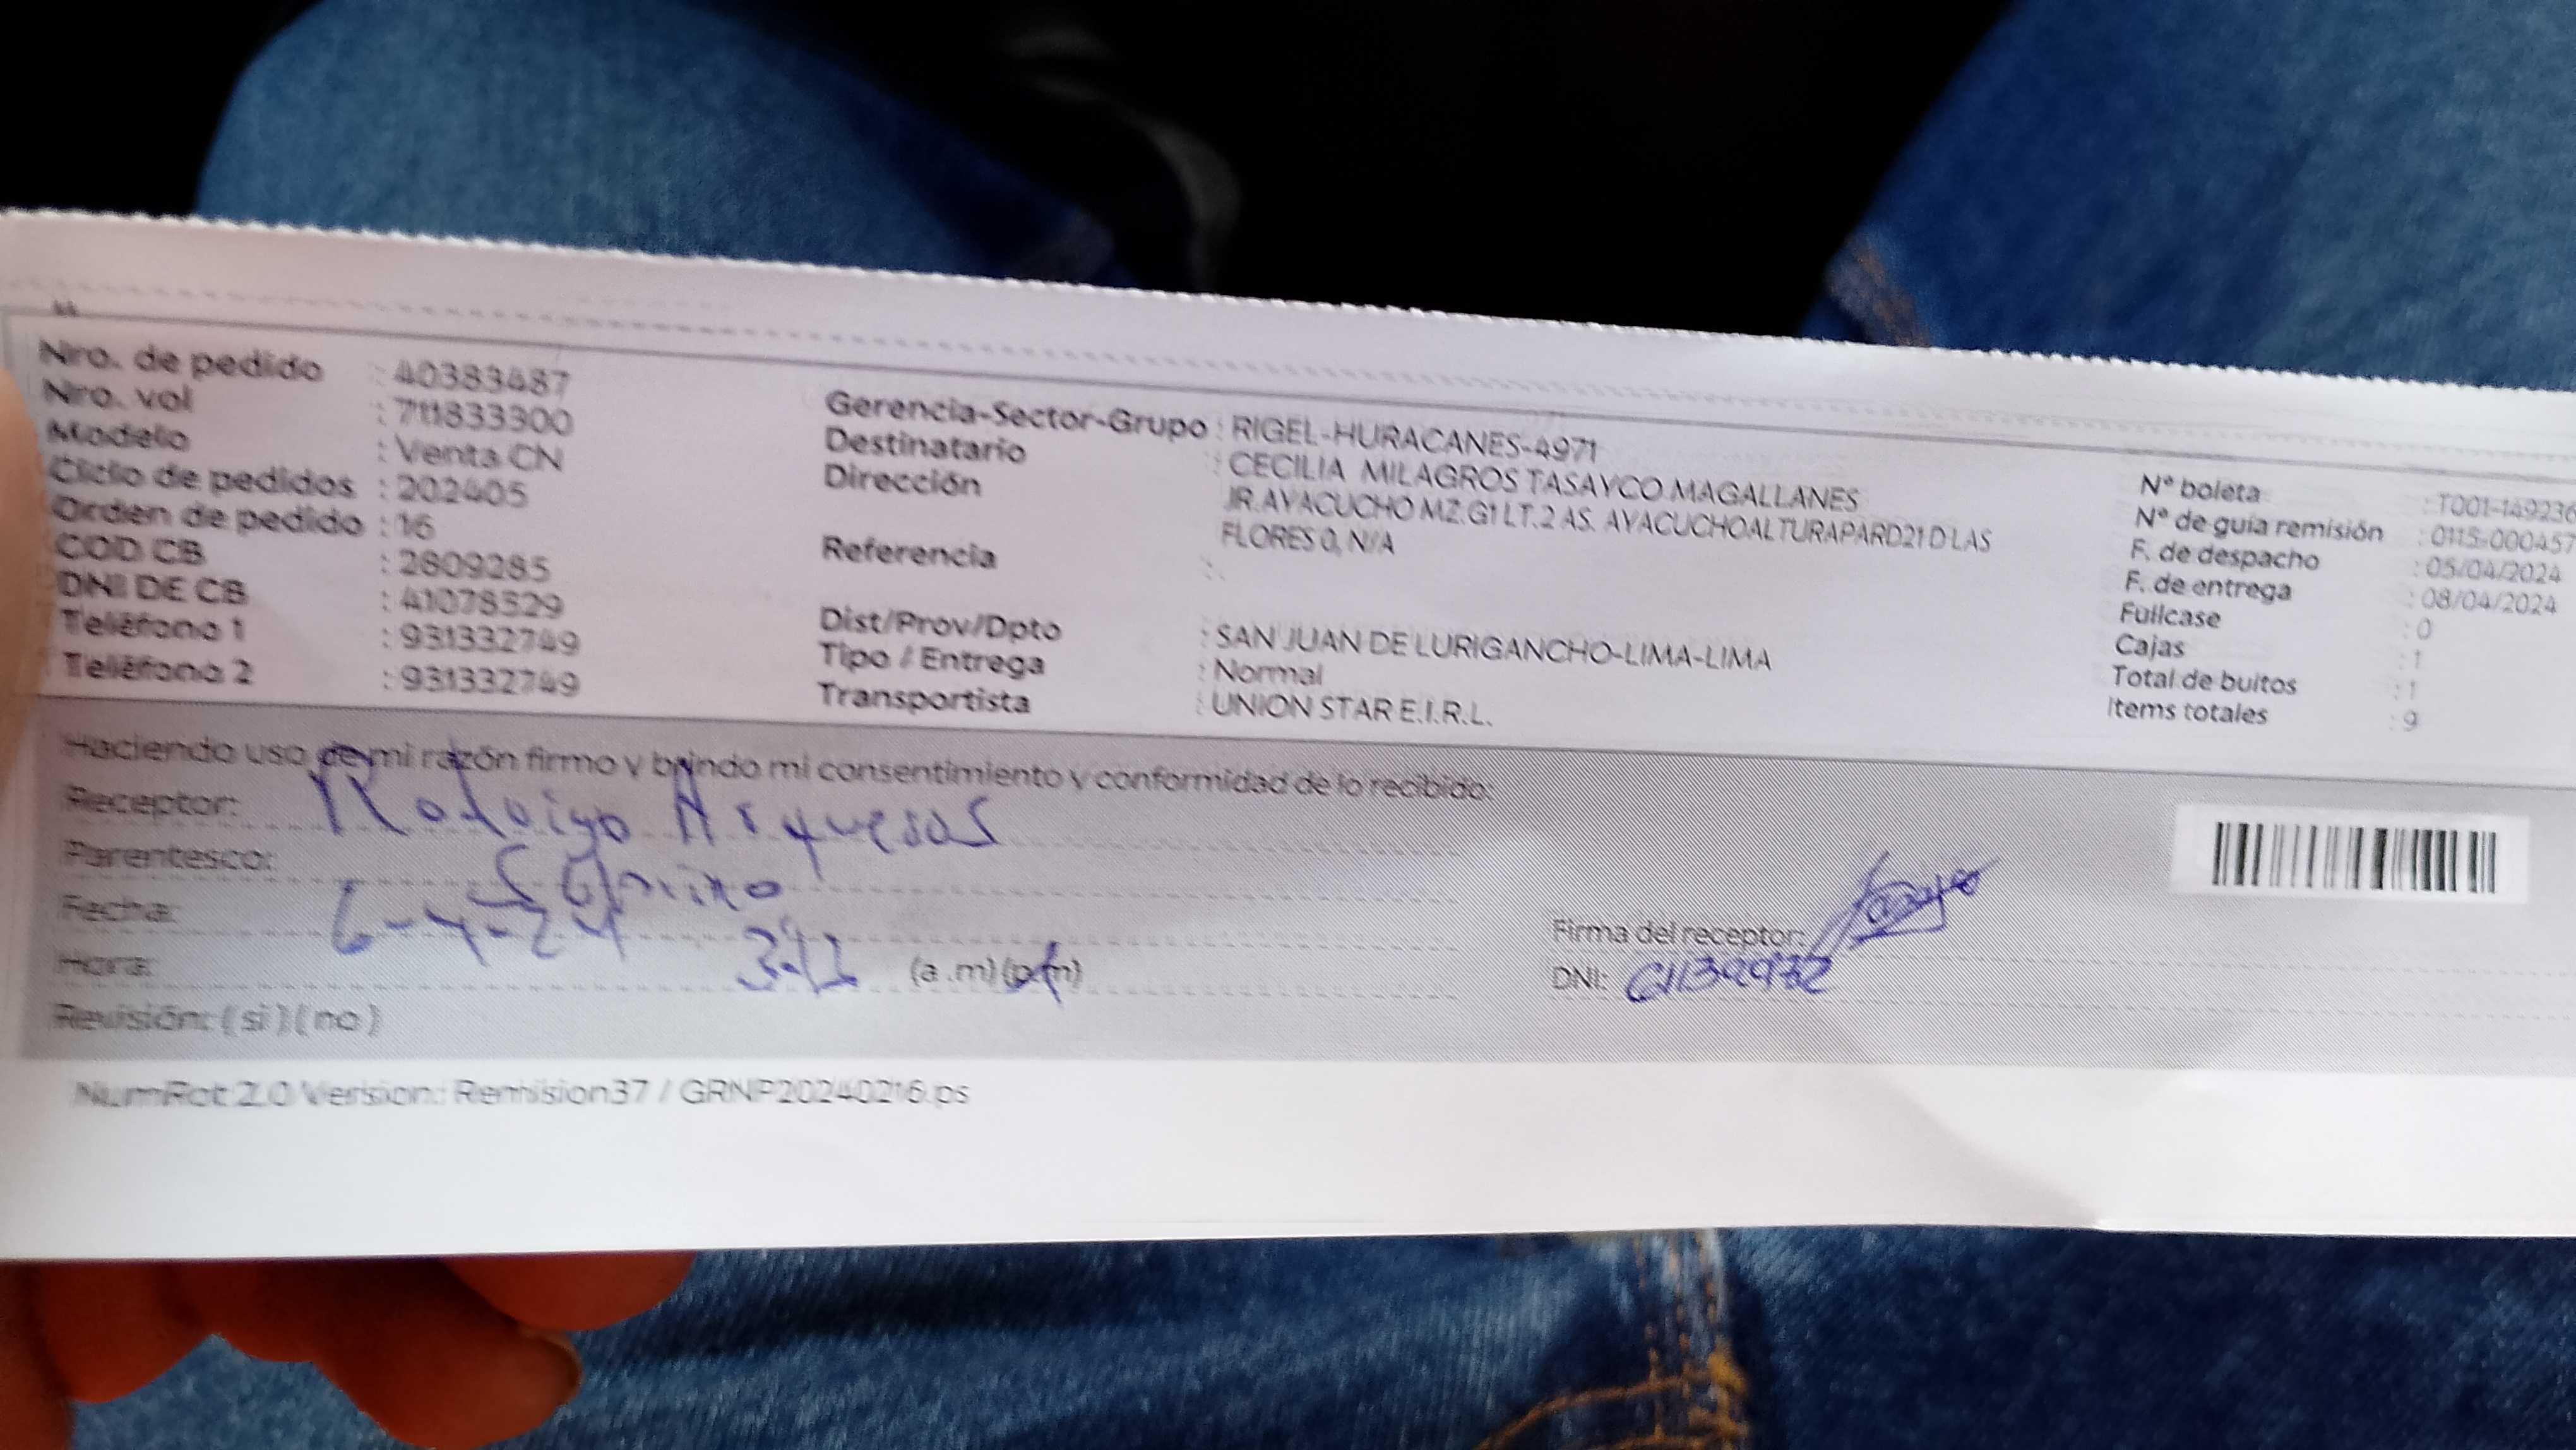 Nro. de pedido : 40383487
Nro. vol : 711833300
Modelo : Venta CN
Ciclo de pedidos : 202405
Orden de pedido : 16
COD CB : 2809285
DNI DE CB : 41078529
Teléfono 1 : 931332749
Teléfono 2 : 931332749
Gerencia-Sector-Grupo : RIGEL-HURACANES-4971
Destinatario : CECILIA MILAGROS TASAYCO MAGALLANES
Dirección : JR.AYACUCHO MZ.G1 LT.2 AS. AYACUCHOALTURAPARD21 D LAS
FLORES 0, N/A
Referencia : .
Dist/Prov/Dpto : SAN JUAN DE LURIGANCHO-LIMA-LIMA
Tipo / Entrega : Normal
Transportista : UNION STAR E.I.R.L.
N° boleta : T001-149236
N° de guía remisión : 0115-000457
F. de despacho : 05/04/2024
F. de entrega : 08/04/2024
Fullcase : 0
Cajas : 1
Total de bultos : 1
Items totales : 9
Haciendo uso de mi razón firmo y brindo mi consentimiento y conformidad de lo recibido:
Receptor: Rodrigo
Parentesco:
Fecha: 6-4-24
Hora: (a.m) (p.m)
Revisión: ( si ) ( no )
Firma del receptor:
DNI:
NumRot 2.0 Version: Remision37 / GRNP20240216.ps